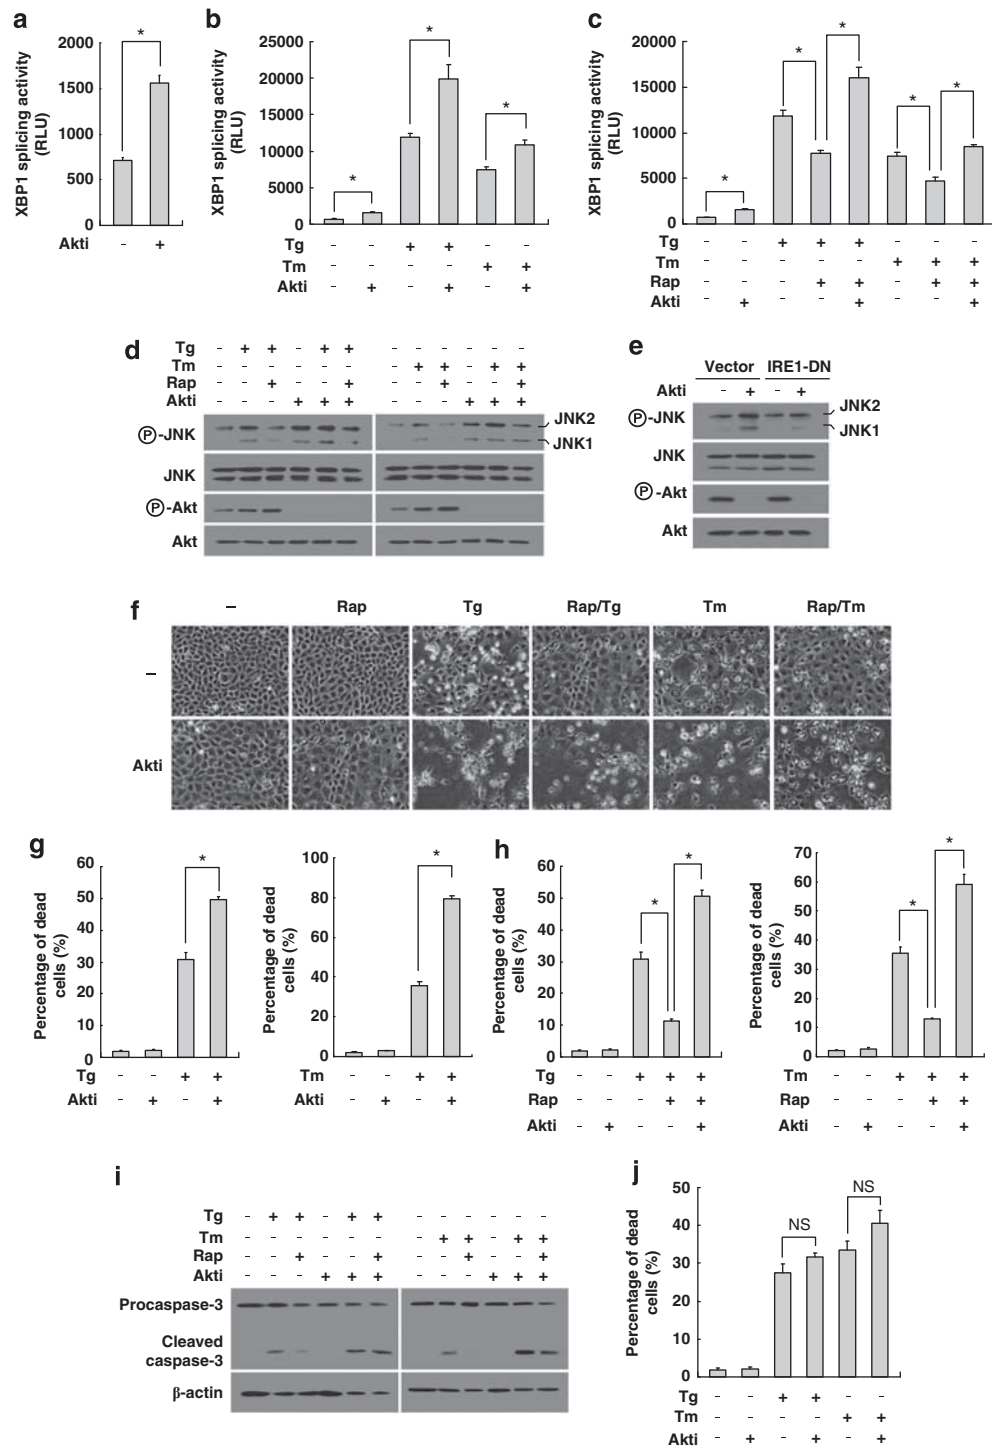 a
XBP1 splicing activity
(RLU)
2000
1500
1000
500
0
*
Akti - +
b
XBP1 splicing activity
(RLU)
25000
20000
15000
10000
5000
0
* * *
Tg - - + + - -
Tm - - - - + +
Akti - + - + - +
c
XBP1 splicing activity
(RLU)
20000
15000
10000
5000
0
* * * * *
Tg - - + + + - - -
Tm - - - - - + + +
Rap - - - + + - + +
Akti - + - - + - - +
d
Tg - + + - + + - - - - - -
Tm - - - - - - - + + - + +
Rap - - + - - + - - + - - +
Akti - - - + + + - - - + + +
Ⓟ-JNK
JNK2
JNK1
JNK
Ⓟ-Akt
Akt
e
Vector IRE1-DN
Akti - + - +
Ⓟ-JNK
JNK2
JNK1
JNK
Ⓟ-Akt
Akt
f
– Rap Tg Rap/Tg Tm Rap/Tm
–
Akti
g
Percentage of dead
cells (%)
60
50
40
30
20
10
0
*
Tg - - + +
Akti - + - +
Percentage of dead
cells (%)
100
80
60
40
20
0
*
Tm - - + +
Akti - + - +
h
Percentage of dead
cells (%)
60
50
40
30
20
10
0
* *
Tg - - + + +
Rap - - - + +
Akti - + - - +
Percentage of dead
cells (%)
70
60
50
40
30
20
10
0
* *
Tm - - + + +
Rap - - - + +
Akti - + - - +
i
Tg - + + - + + - - - - - -
Tm - - - - - - - + + - + +
Rap - - + - - + - - + - - +
Akti - - - + + + - - - + + +
Procaspase-3
Cleaved
caspase-3
β-actin
j
Percentage of dead
cells (%)
50
40
30
20
10
0
NS NS
Tg - - + + - -
Tm - - - - + +
Akti - + - + - +